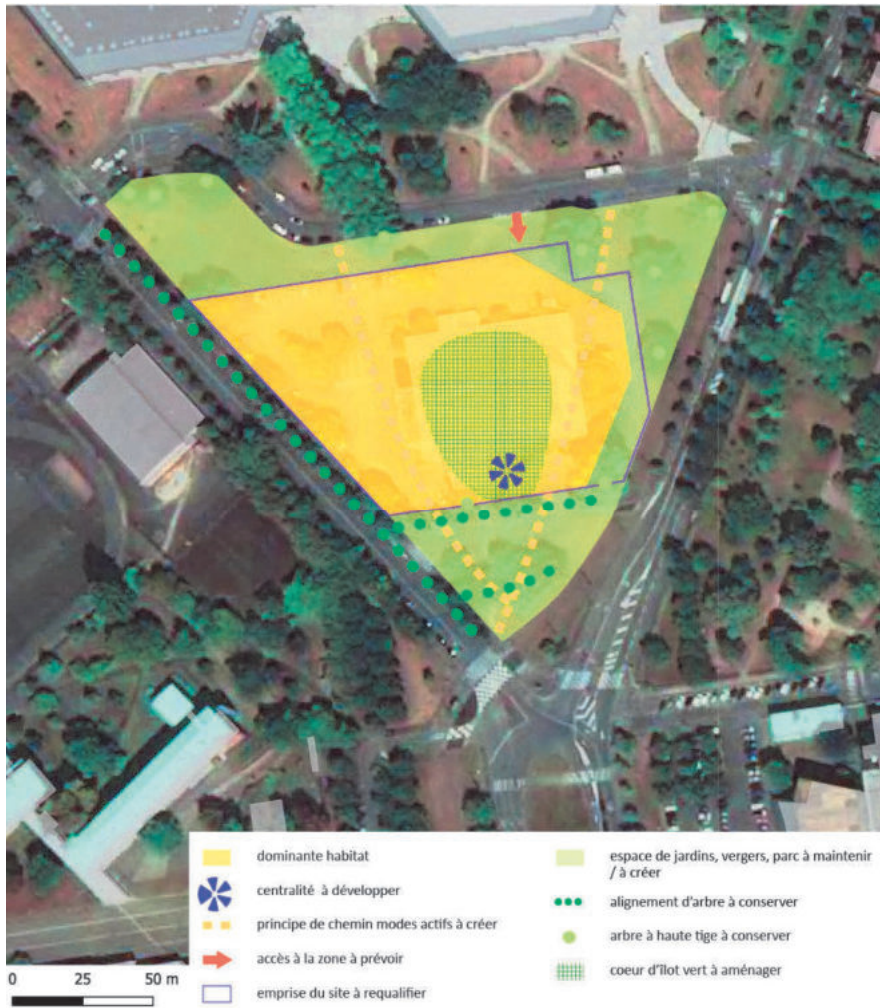 dominante habitat
centralité à développer
principe de chemin modes actifs à créer
accès à la zone à prévoir
emprise du site à requalifier
espace de jardins, vergers, parc à maintenir
/ à créer
alignement d'arbre à conserver
arbre à haute tige à conserver
coeur d'îlot vert à aménager
0 25 50 m